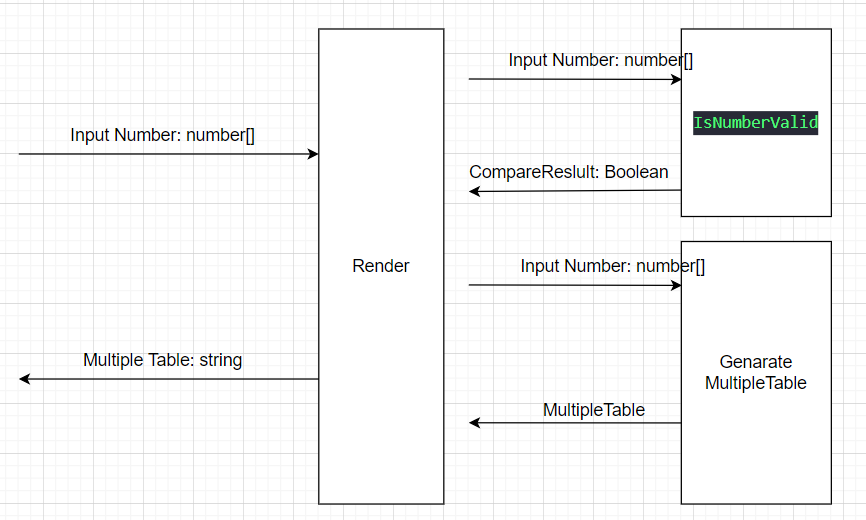 Input Number: number[]
IsNumberValid
Input Number: number[]
CompareReslult: Boolean
Render
Input Number: number[]
Multiple Table: string
Genarate
MultipleTable
MultipleTable